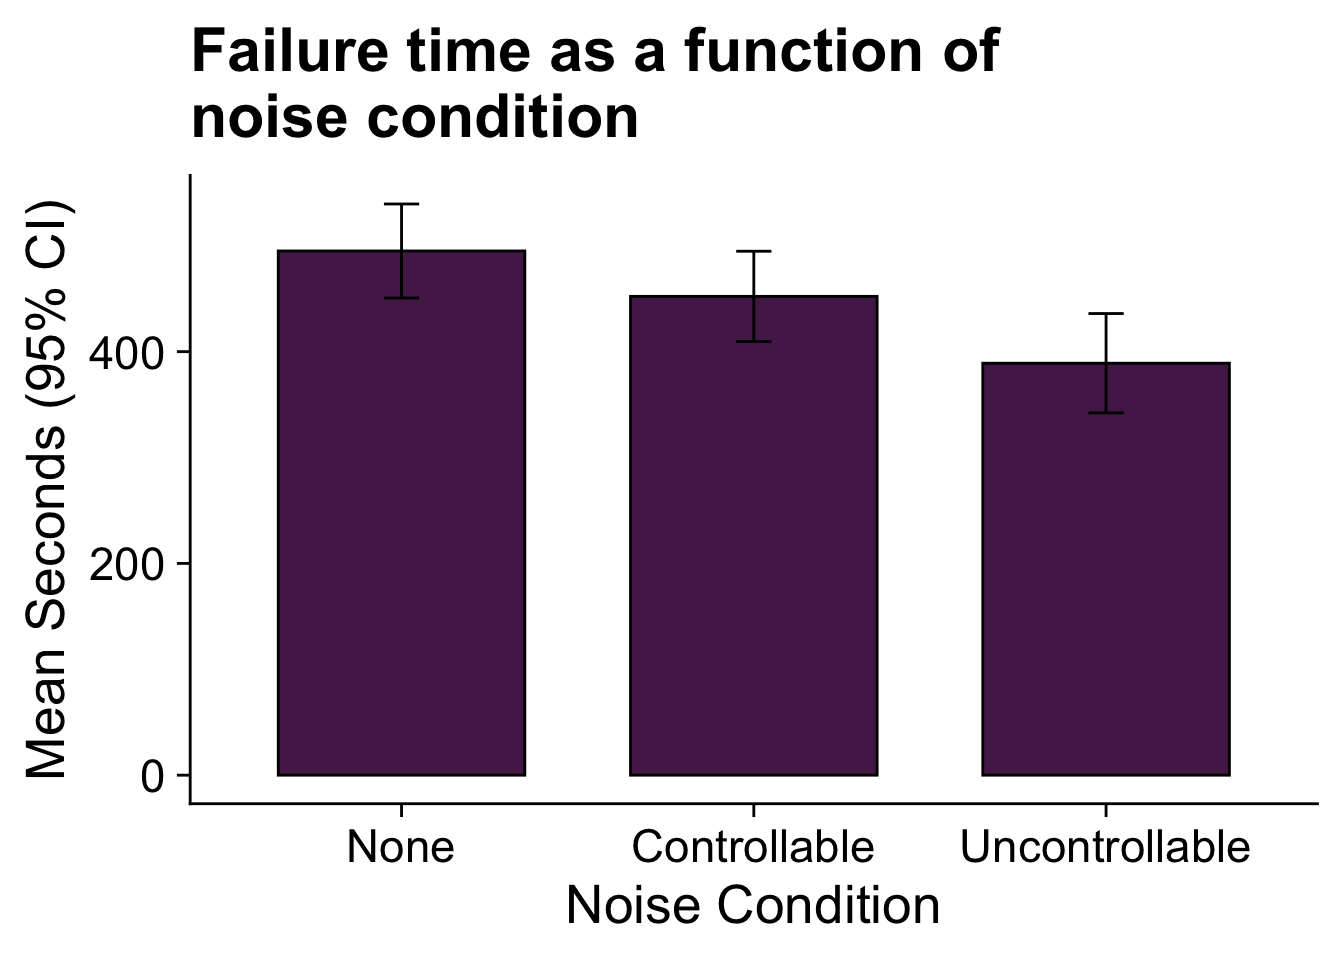 Failure time as a function of
noise condition
Mean Seconds (95% CI)
400
200
0
None
Controllable
Uncontrollable
Noise Condition